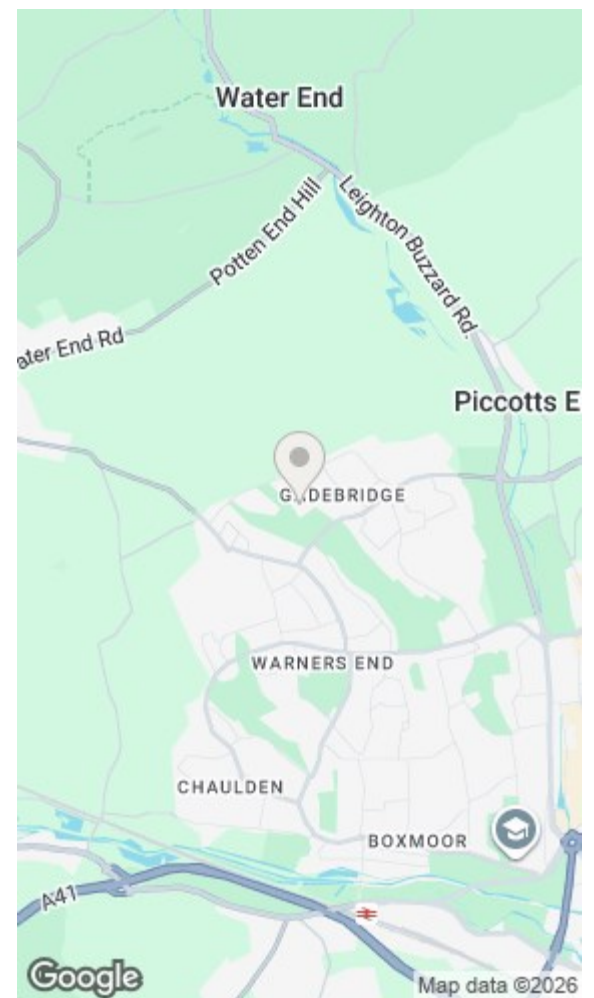 Water End
Potten End Hill
Leighton Buzzard Rd.
ater End Rd
Piccotts E
G DEBRIDGE
WARNERS END
CHAULDEN
BOXMOOR
A41
Google
Map data ©2026